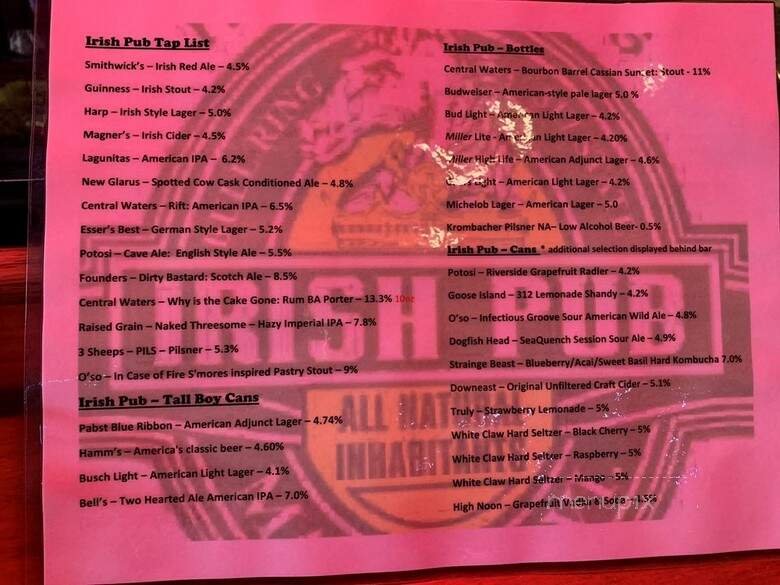 Irish Pub Tap List
Smithwick's – Irish Red Ale – 4.5%
Guinness – Irish Stout – 4.2%
Harp – Irish Style Lager – 5.0%
Magner's – Irish Cider – 4.5%
Lagunitas – American IPA – 6.2%
New Glarus – Spotted Cow Cask Conditioned Ale – 4.8%
Central Waters – Rift: American IPA – 6.5%
Esser's Best – German Style Lager – 5.2%
Potosi – Cave Ale: English Style Ale – 5.5%
Founders – Dirty Bastard: Scotch Ale – 8.5%
Central Waters – Why is the Cake Gone: Rum BA Porter – 13.3% 10oz
Raised Grain – Naked Threesome – Hazy Imperial IPA – 7.8%
3 Sheeps – PILS – Pilsner – 5.3%
O'so – In Case of Fire S'mores inspired Pastry Stout – 9%
Irish Pub – Tall Boy Cans
Pabst Blue Ribbon – American Adjunct Lager – 4.74%
Hamm's – America's classic beer – 4.60%
Busch Light – American Light Lager – 4.1%
Bell's – Two Hearted Ale American IPA – 7.0%
Irish Pub – Bottles
Central Waters – Bourbon Barrel Cassian Sunset: Stout - 11%
Budweiser – American-style pale lager 5.0 %
Bud Light – American Light Lager – 4.2%
Miller Lite - American Light Lager – 4.20%
Miller High Life – American Adjunct Lager – 4.6%
Light – American Light Lager – 4.2%
Michelob Lager – American Lager – 5.0
Krombacher Pilsner NA– Low Alcohol Beer- 0.5%
Irish Pub – Cans * additional selection displayed behind bar
Potosi – Riverside Grapefruit Radler – 4.2%
Goose Island – 312 Lemonade Shandy – 4.2%
O'so – Infectious Groove Sour American Wild Ale – 4.8%
Dogfish Head – SeaQuench Session Sour Ale – 4.9%
Strainge Beast – Blueberry/Acai/Sweet Basil Hard Kombucha 7.0%
Downeast – Original Unfiltered Craft Cider – 5.1%
Truly – Strawberry Lemonade – 5%
White Claw Hard Seltzer – Black Cherry – 5%
White Claw Hard Seltzer – Raspberry – 5%
White Claw Hard Seltzer – Mango – 5%
High Noon – Grapefruit Vodka & Soda – 4.5%
IRISH PUB
ALL NAT
INHABIT
menupix